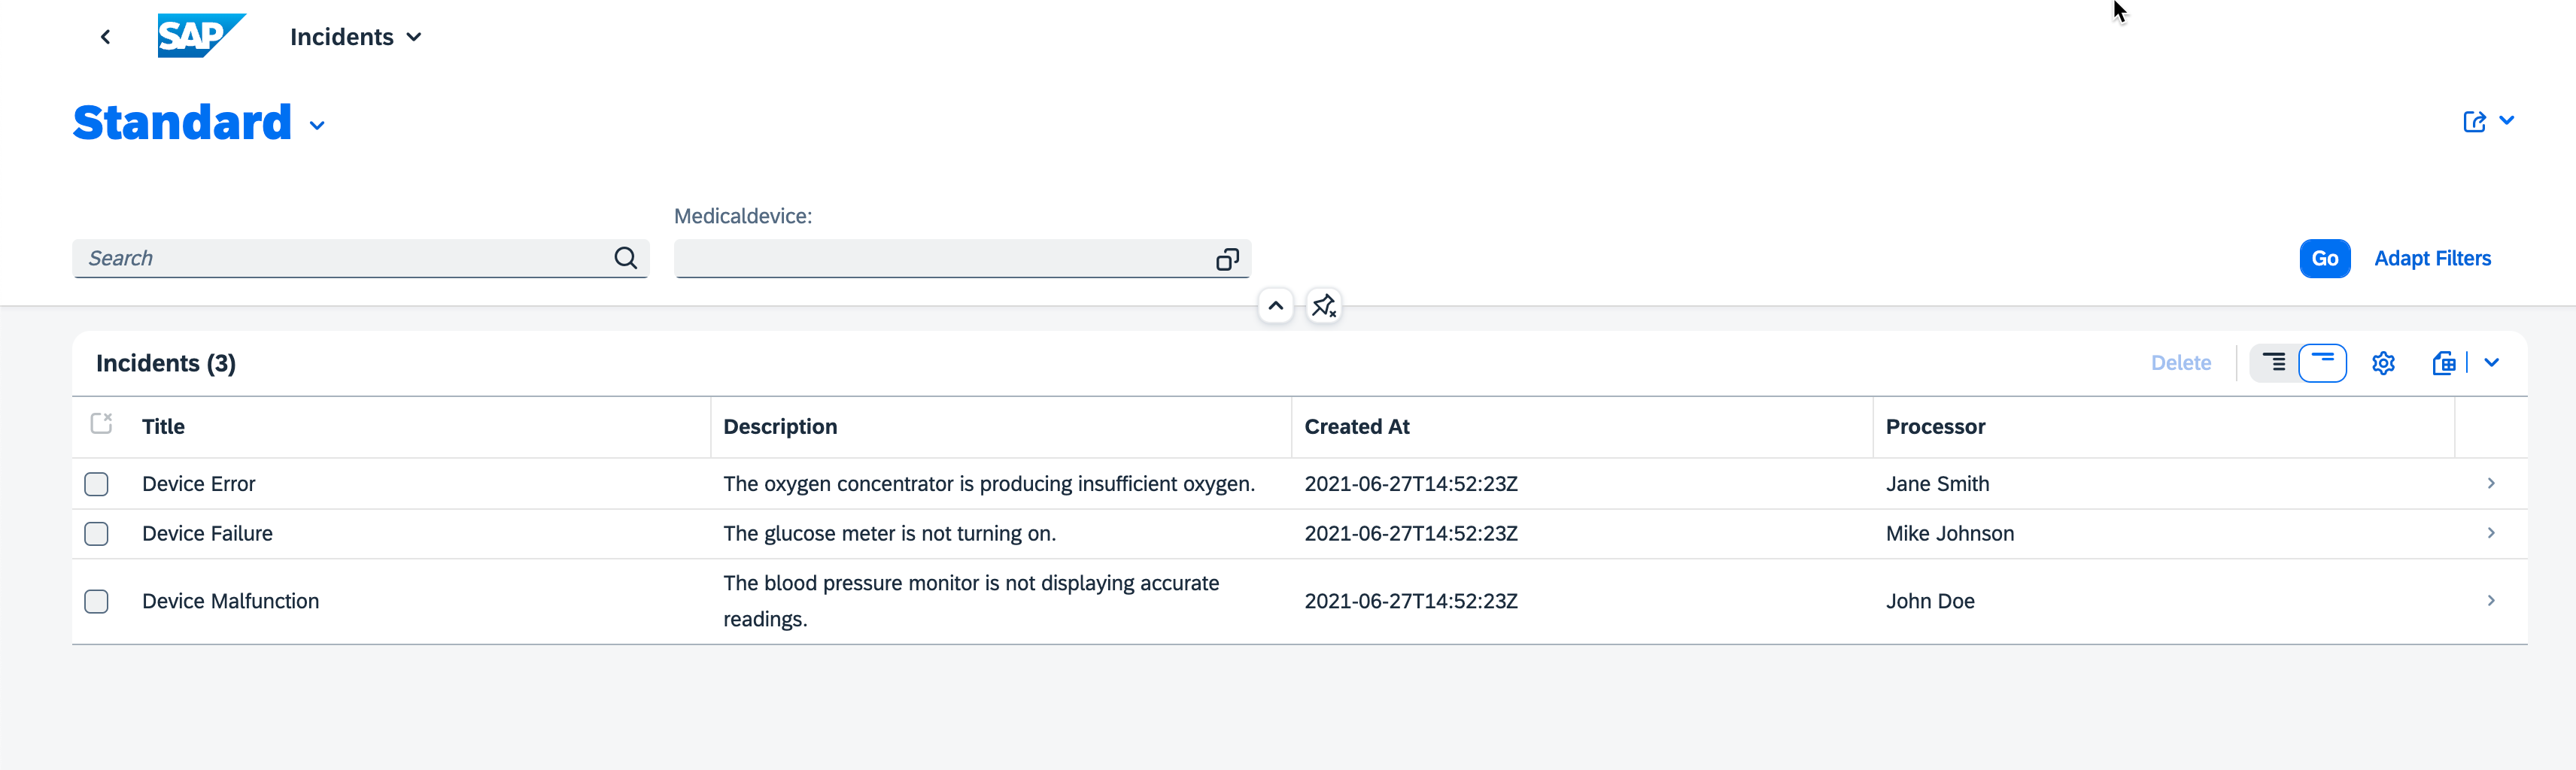 SAP
Incidents
Standard
Medicaldevice:
Search
Go
Adapt Filters
Incidents (3)
Delete
Title
Description
Created At
Processor
Device Error
The oxygen concentrator is producing insufficient oxygen.
2021-06-27T14:52:23Z
Jane Smith
Device Failure
The glucose meter is not turning on.
2021-06-27T14:52:23Z
Mike Johnson
Device Malfunction
The blood pressure monitor is not displaying accurate
readings.
2021-06-27T14:52:23Z
John Doe